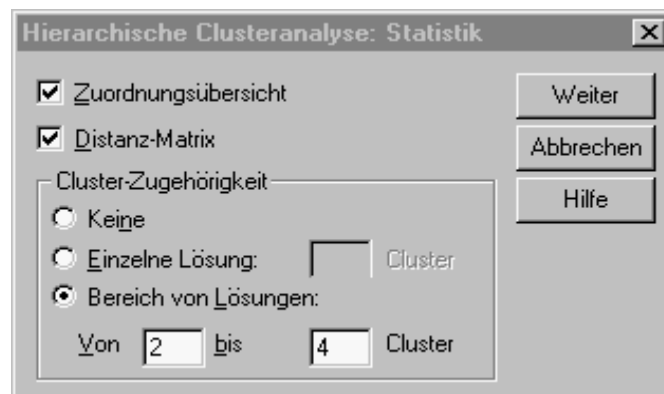 Hierarchische Clusteranalyse: Statistik
Zuordnungsübersicht
Weiter
Distanz-Matrix
Abbrechen
Cluster-Zugehörigkeit
Hilfe
Keine
Einzelne Lösung: Cluster
Bereich von Lösungen:
Von 2 bis 4 Cluster